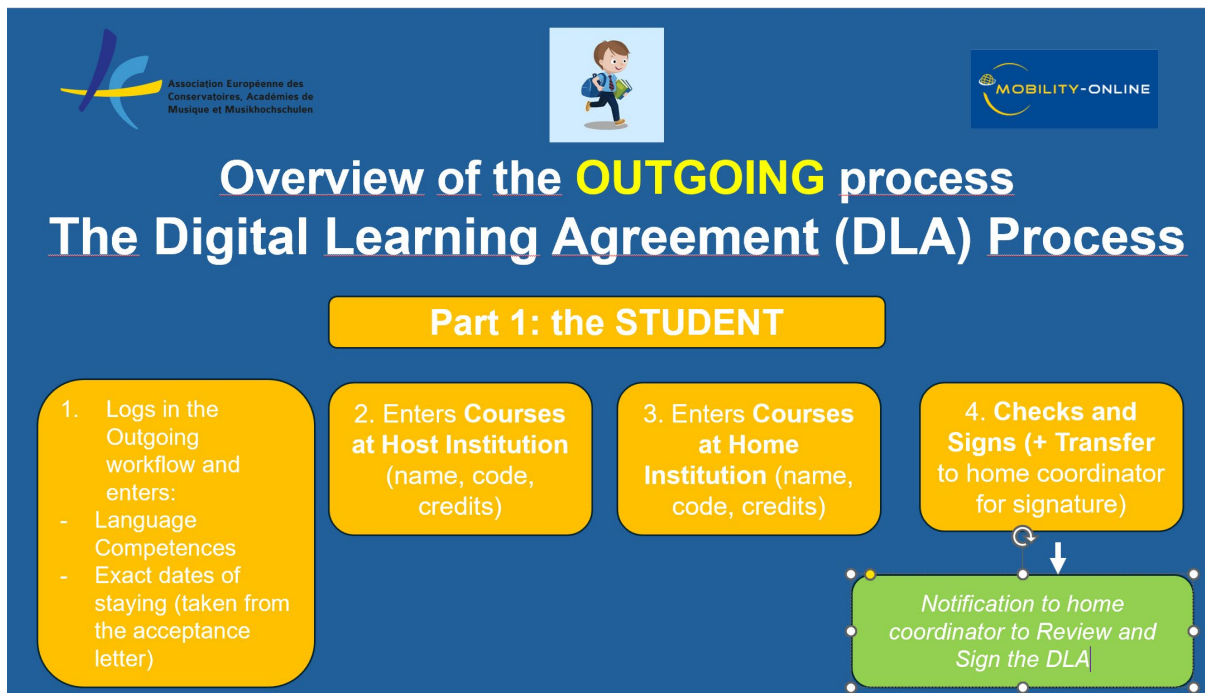 Association Européenne des
Conservatoires, Académies de
Musique et Musikhochschulen
MOBILITY-ONLINE
Overview of the OUTGOING process
The Digital Learning Agreement (DLA) Process
Part 1: the STUDENT
1. Logs in the
Outgoing
workflow and
enters:
- Language
Competences
- Exact dates of
staying (taken from
the acceptance
letter)
2. Enters Courses
at Host Institution
(name, code,
credits)
3. Enters Courses
at Home
Institution (name,
code, credits)
4. Checks and
Signs (+ Transfer
to home coordinator
for signature)
Notification to home
coordinator to Review and
Sign the DLA